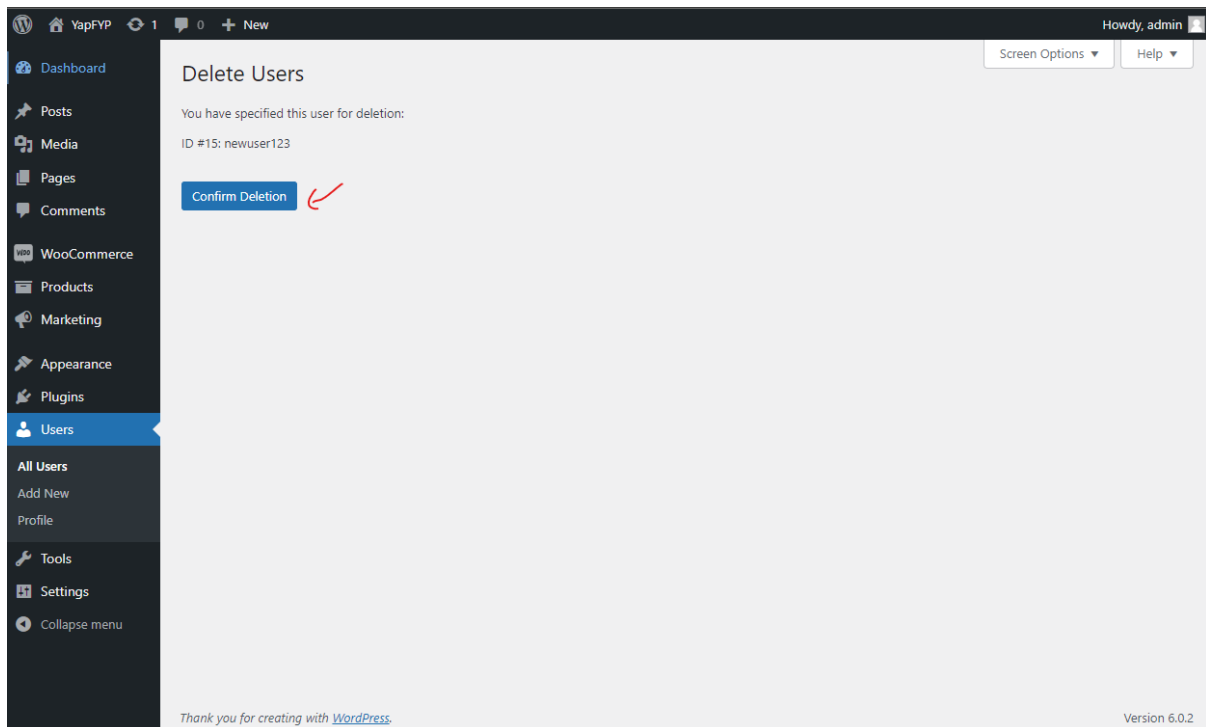 YapFYP 1 0 + New Howdy, admin
Screen Options ▼ Help ▼
Dashboard
Posts
Media
Pages
Comments
WOO WooCommerce
Products
Marketing
Appearance
Plugins
Users
All Users
Add New
Profile
Tools
Settings
Collapse menu
Delete Users
You have specified this user for deletion:
ID #15: newuser123
Confirm Deletion
Thank you for creating with WordPress. Version 6.0.2